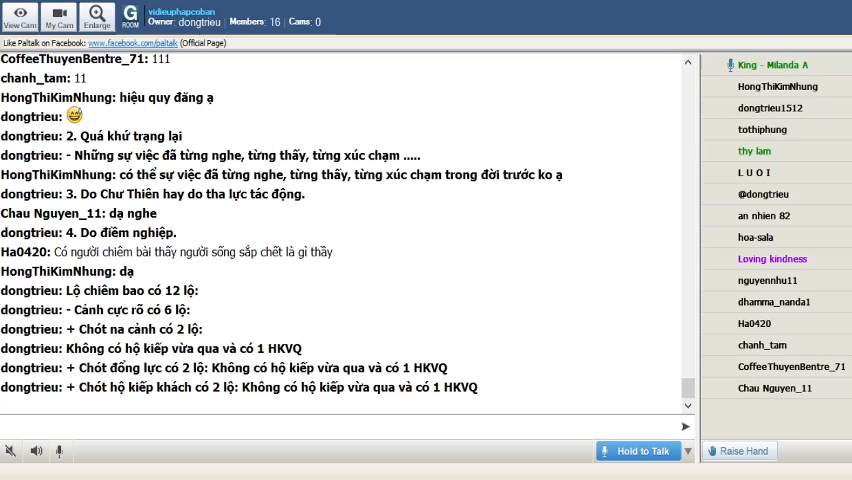 View Cam
My Cam
Enlarge
G
ROOM
vidieuphapcoban
Owner: dongtrieu Members: 16 Cams: 0
Like Paltalk on Facebook: www.facebook.com/paltalk (Official Page)
CoffeeThuyenBentre_71: 111
chanh_tam: 11
HongThiKimNhung: hiệu quy đăng ạ
dongtrieu:
dongtrieu: 2. Quá khứ trạng lại
dongtrieu: - Những sự việc đã từng nghe, từng thấy, từng xúc chạm .....
HongThiKimNhung: có thể sự việc đã từng nghe, từng thấy, từng xúc chạm trong đời trước ko ạ
dongtrieu: 3. Do Chư Thiên hay do tha lực tác động.
Chau Nguyen_11: dạ nghe
dongtrieu: 4. Do điềm nghiệp.
Ha0420: Có người chiêm bài thấy người sống sắp chết là gì thầy
HongThiKimNhung: dạ
dongtrieu: Lộ chiêm bao có 12 lộ:
dongtrieu: - Cảnh cực rõ có 6 lộ:
dongtrieu: + Chót na cảnh có 2 lộ:
dongtrieu: Không có hộ kiếp vừa qua và có 1 HKVQ
dongtrieu: + Chót đổng lực có 2 lộ: Không có hộ kiếp vừa qua và có 1 HKVQ
dongtrieu: + Chót hộ kiếp khách có 2 lộ: Không có hộ kiếp vừa qua và có 1 HKVQ
Hold to Talk
King - Milanda A
HongThiKimNhung
dongtrieu1512
tothiphung
thy lam
L U O I
@dongtrieu
an nhien 82
hoa-sala
Loving kindness
nguyennhu11
dhamma_nanda1
Ha0420
chanh_tam
CoffeeThuyenBentre_71
Chau Nguyen_11
Raise Hand